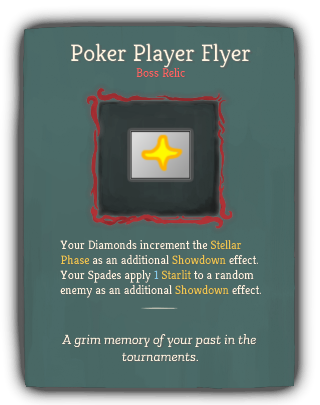 Poker Player Flyer
Boss Relic
Your Diamonds increment the Stellar
Phase as an additional Showdown effect.
Your Spades apply 1 Starlit to a random
enemy as an additional Showdown effect.
A grim memory of your past in the
tournaments.